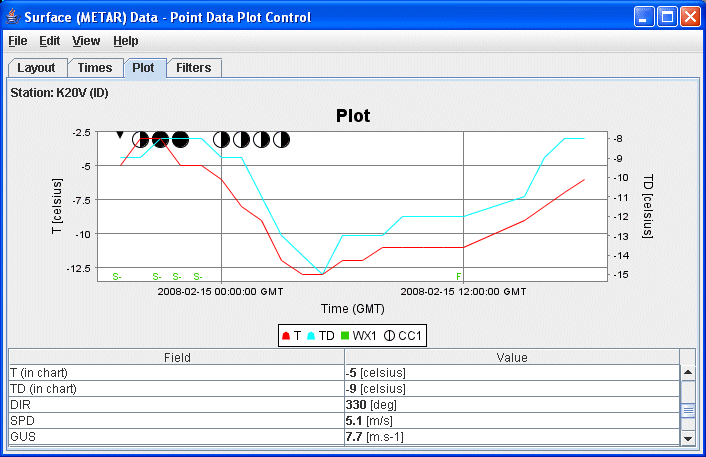 Surface (METAR) Data - Point Data Plot Control
File Edit View Help
Layout Times Plot Filters
Station: K20V (ID)
Plot
-2.5
-5
-7.5
-10
-12.5
T [celsius]
-8
-9
-10
-11
-12
-13
-14
-15
TD [celsius]
S- S- S- S- F
2008-02-15 00:00:00 GMT 2008-02-15 12:00:00 GMT
Time (GMT)
T TD WX1 CC1
Field Value
T (in chart) -5 [celsius]
TD (in chart) -9 [celsius]
DIR 330 [deg]
SPD 5.1 [m/s]
GUS 7.7 [m.s-1]